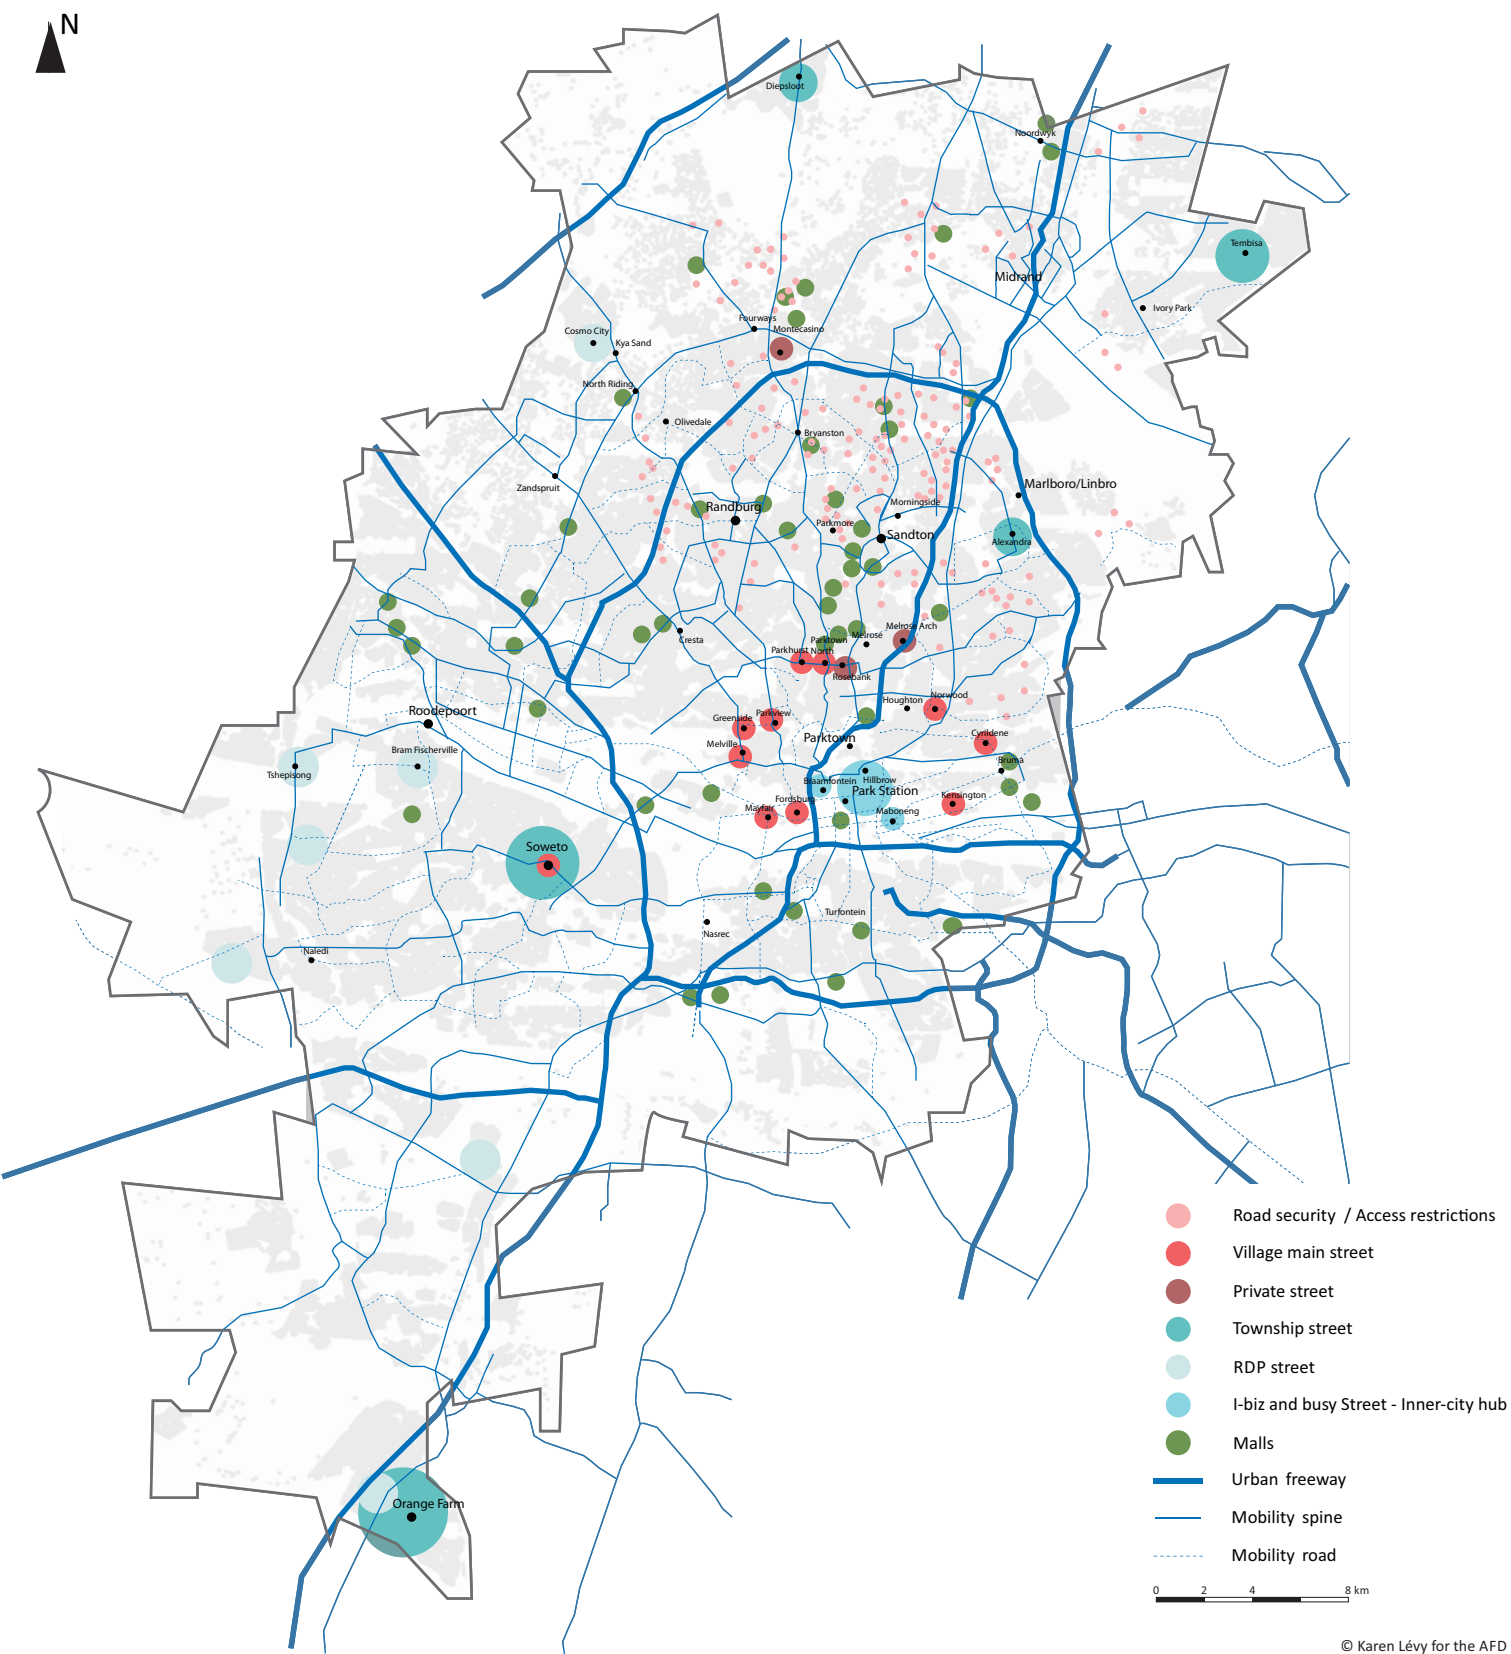 N
Diepsloot
Noordwyk
Tembisa
Midrand
Ivory Park
Fourways
Montecasino
Cosmo City
Kya Sand
North Riding
Olivedale
Bryanston
Zandspruit
Marlboro/Linbro
Randburg
Morningside
Parkmore
Sandton
Alexandra
Cresta
Melrose Arch
Parktown
North
Melrose
Parkhurst
Rosebank
Houghton
Norwood
Roodepoort
Greenside
Parkview
Cyrildene
Parktown
Melville
Bram Fischerville
Bruma
Tshepisong
Braamfontein
Hillbrow
Park Station
Kensington
Fordsburg
Mayfair
Maboneng
Soweto
Turfontein
Nasrec
Naledi
Orange Farm
Road security / Access restrictions
Village main street
Private street
Township street
RDP street
I-biz and busy Street - Inner-city hub
Malls
Urban freeway
Mobility spine
Mobility road
0 2 4 8 km
© Karen Lévy for the AFD